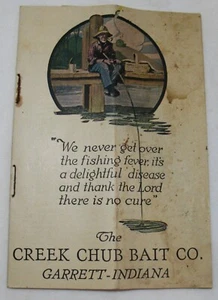 "We never get over
the fishing fever, it's
a delightful disease
and thank the Lord
there is no cure"
The
CREEK CHUB BAIT CO.
GARRETT-INDIANA